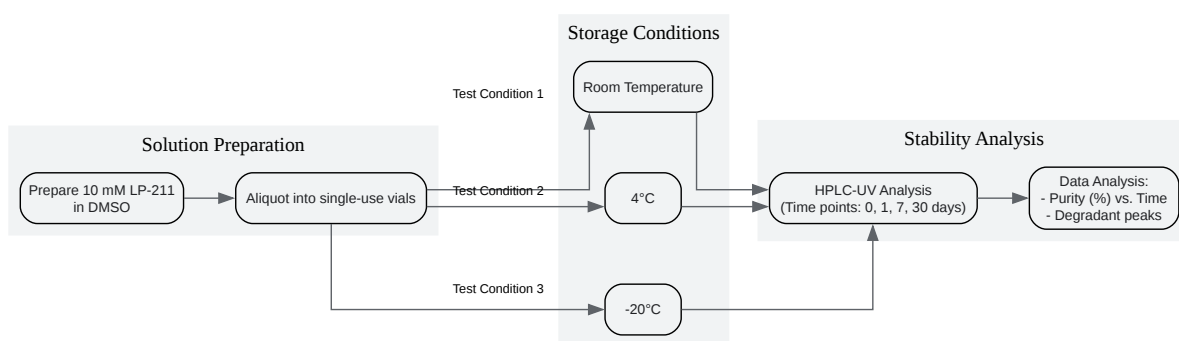 Solution Preparation
Prepare 10 mM LP-211
in DMSO
Aliquot into single-use vials
Test Condition 1
Test Condition 2
Test Condition 3
Storage Conditions
Room Temperature
4°C
-20°C
Stability Analysis
HPLC-UV Analysis
(Time points: 0, 1, 7, 30 days)
Data Analysis:
- Purity (%) vs. Time
- Degradant peaks